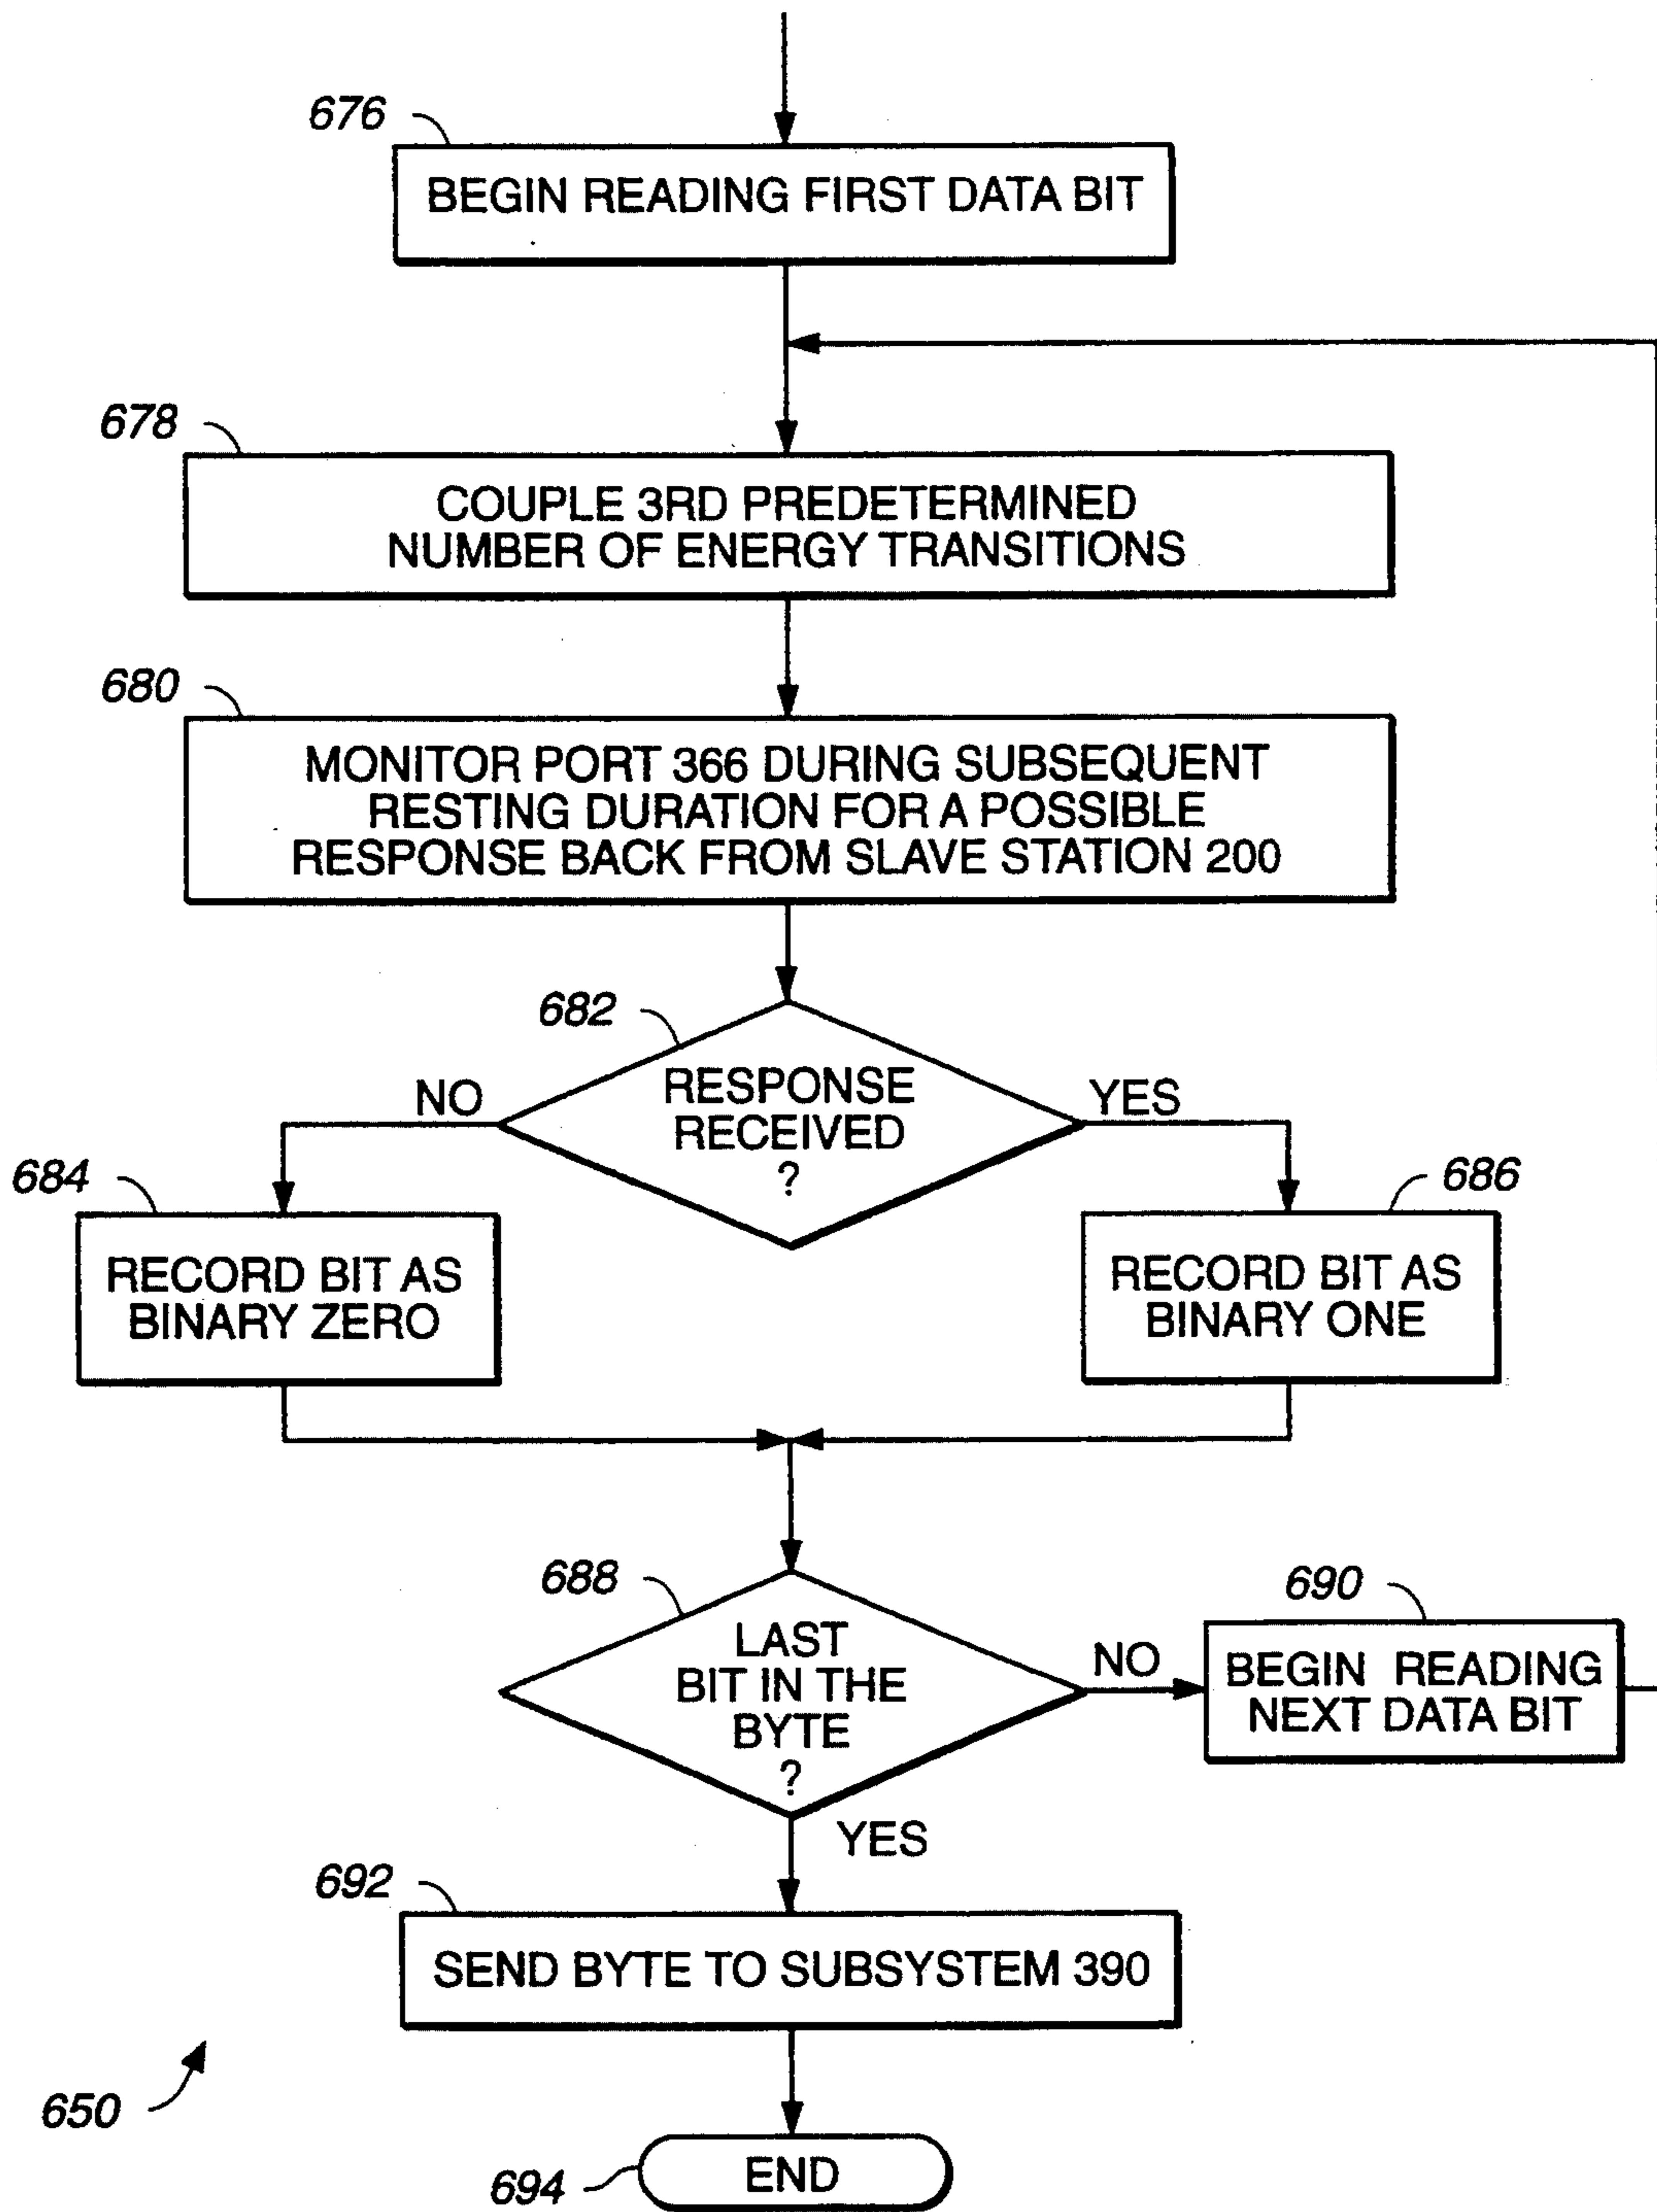 676
BEGIN READING FIRST DATA BIT
678
COUPLE 3RD PREDETERMINED
NUMBER OF ENERGY TRANSITIONS
680
MONITOR PORT 366 DURING SUBSEQUENT
RESTING DURATION FOR A POSSIBLE
RESPONSE BACK FROM SLAVE STATION 200
682
RESPONSE
RECEIVED
?
NO
YES
684
RECORD BIT AS
BINARY ZERO
686
RECORD BIT AS
BINARY ONE
688
LAST
BIT IN THE
BYTE
?
NO
690
BEGIN READING
NEXT DATA BIT
YES
692
SEND BYTE TO SUBSYSTEM 390
650
694
END